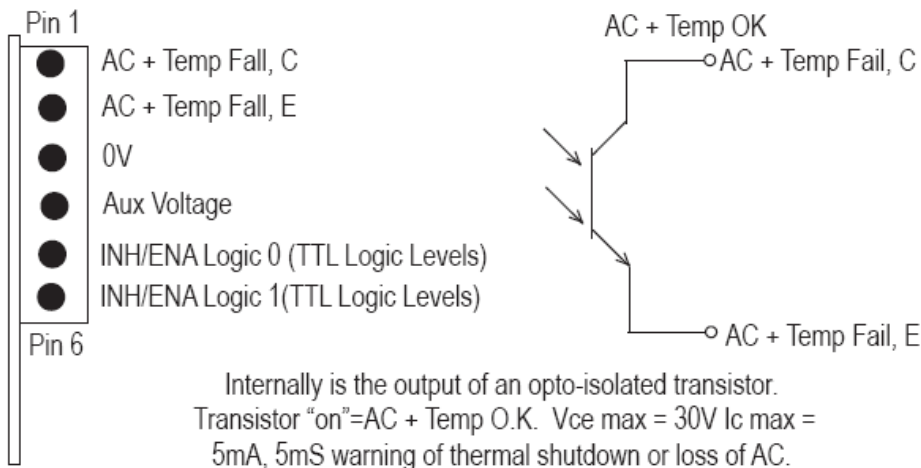 Pin 1
AC + Temp Fall, C
AC + Temp Fall, E
0V
Aux Voltage
INH/ENA Logic 0 (TTL Logic Levels)
INH/ENA Logic 1(TTL Logic Levels)
Pin 6
AC + Temp OK
AC + Temp Fail, C
AC + Temp Fail, E
Internally is the output of an opto-isolated transistor.
Transistor “on”=AC + Temp O.K.  Vce max = 30V Ic max =
5mA, 5mS warning of thermal shutdown or loss of AC.